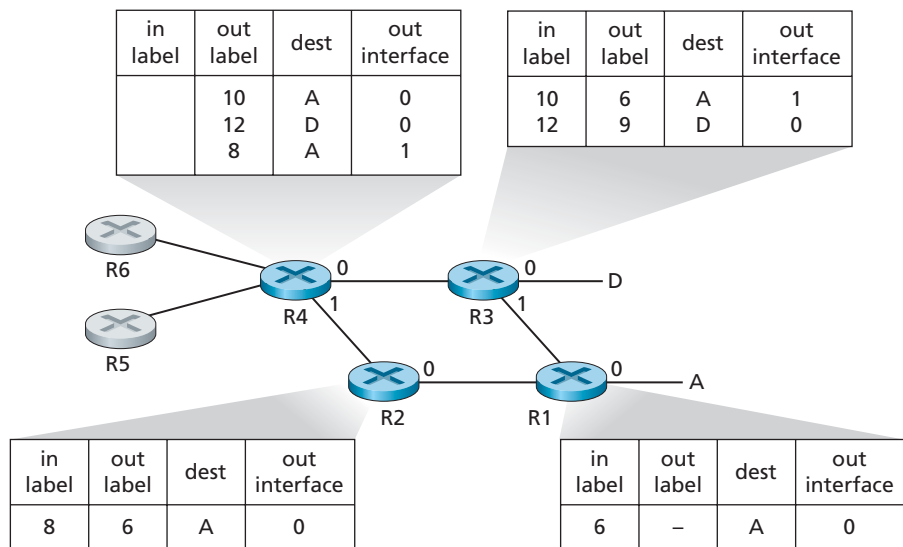 in label out label dest out interface
10 A 0
12 D 0
8 A 1
in label out label dest out interface
10 6 A 1
12 9 D 0
R6
R5
R4
0
1
R3
0
1
D
R2
0
R1
0
A
in label out label dest out interface
8 6 A 0
in label out label dest out interface
6 – A 0